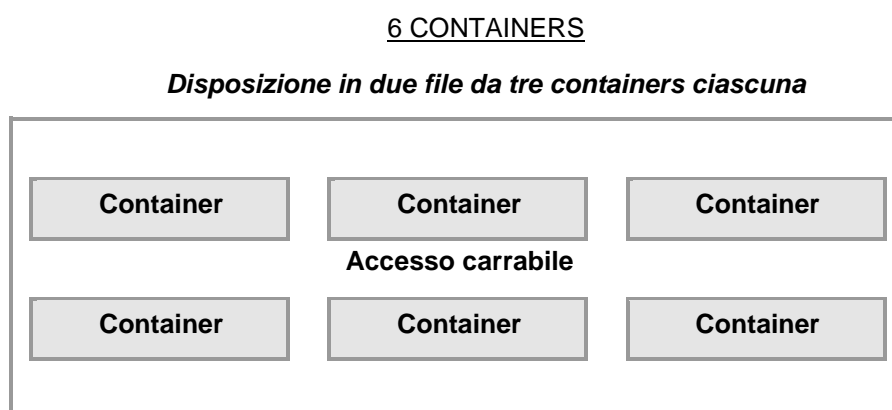 6 CONTAINERS
Disposizione in due file da tre containers ciascuna
Container Container Container
Accesso carrabile
Container Container Container